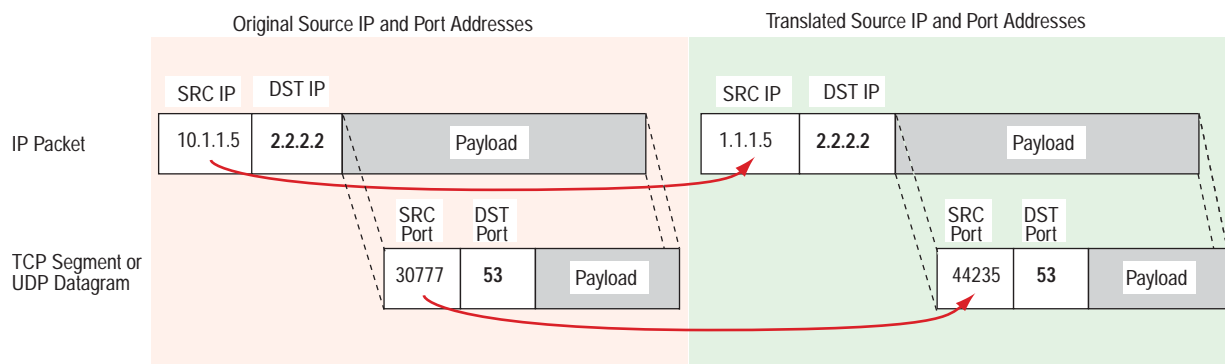 Original Source IP and Port Addresses
Translated Source IP and Port Addresses
SRC IP
DST IP
SRC IP
DST IP
IP Packet
10.1.1.5
2.2.2.2
Payload
1.1.1.5
2.2.2.2
Payload
SRC
Port
DST
Port
SRC
Port
DST
Port
TCP Segment or
UDP Datagram
30777
53
Payload
44235
53
Payload